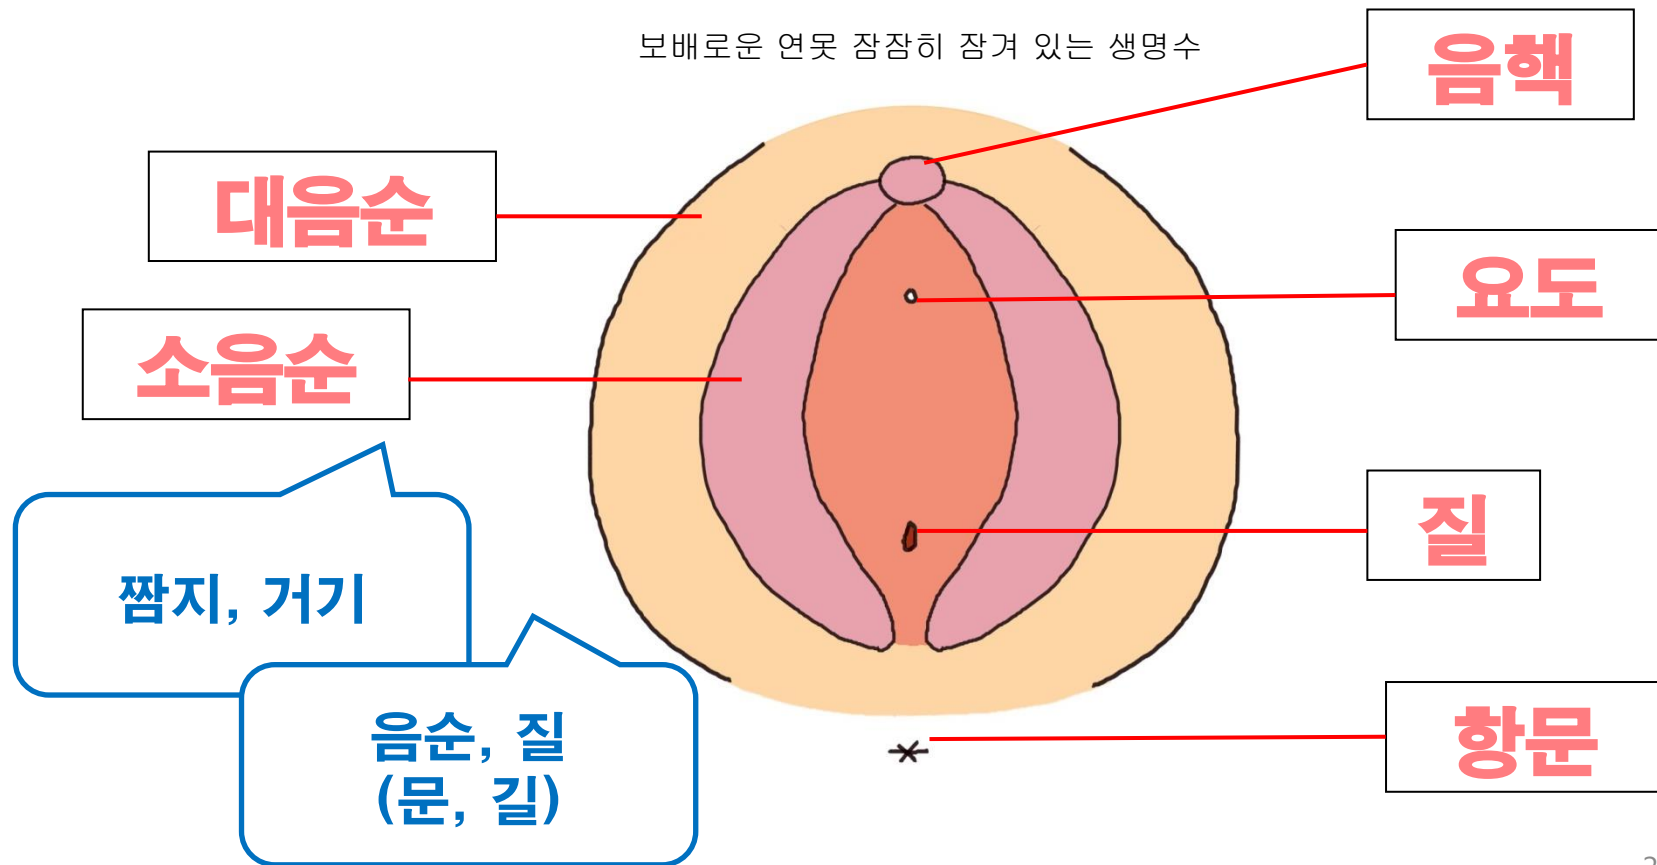 보배로운 연못 잠잠히 잠겨 있는 생명수
음핵
대음순
요도
소음순
질
짬지, 거기
음순, 질
(문, 길)
항문